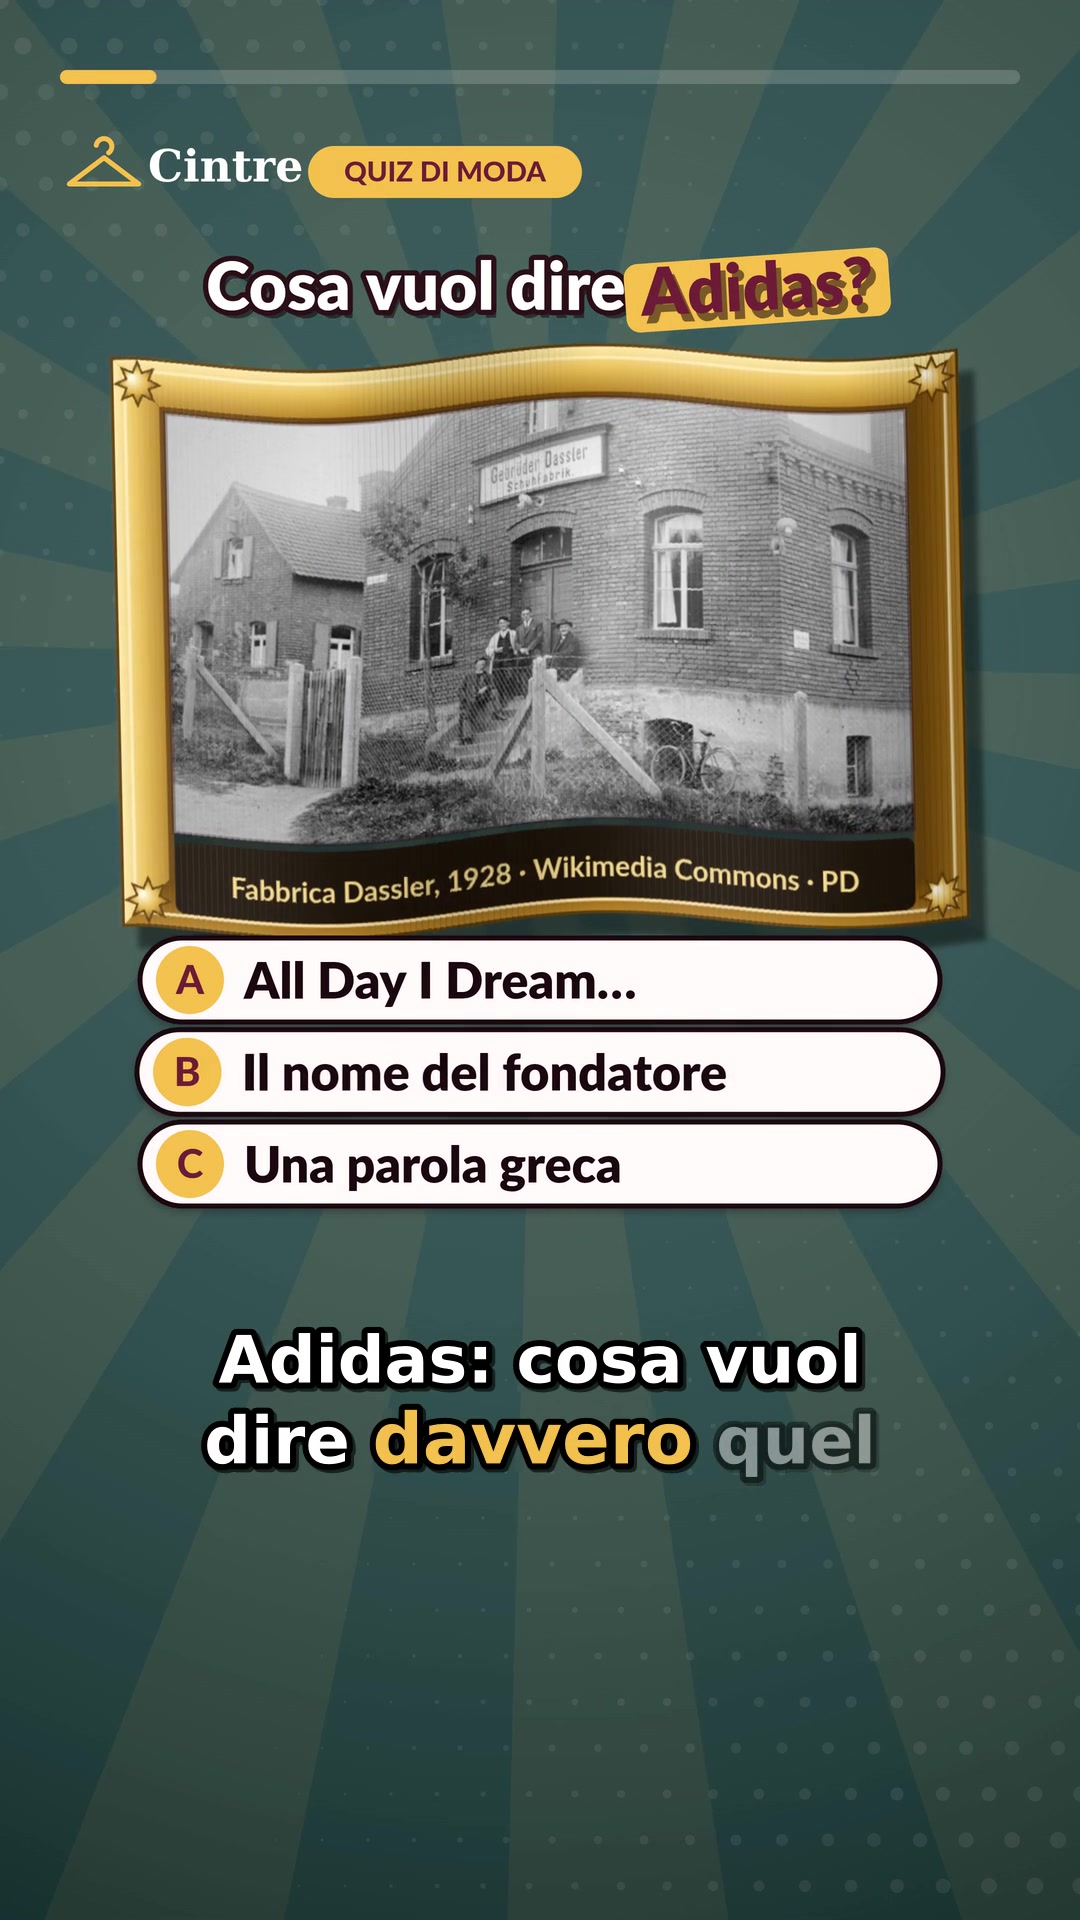 Cintre
QUIZ DI MODA
Cosa vuol dire Adidas?
Gebrüder Dassler
Schuhfabrik.
Fabbrica Dassler, 1928 · Wikimedia Commons · PD
A All Day I Dream...
B Il nome del fondatore
C Una parola greca
Adidas: cosa vuol
dire davvero quel